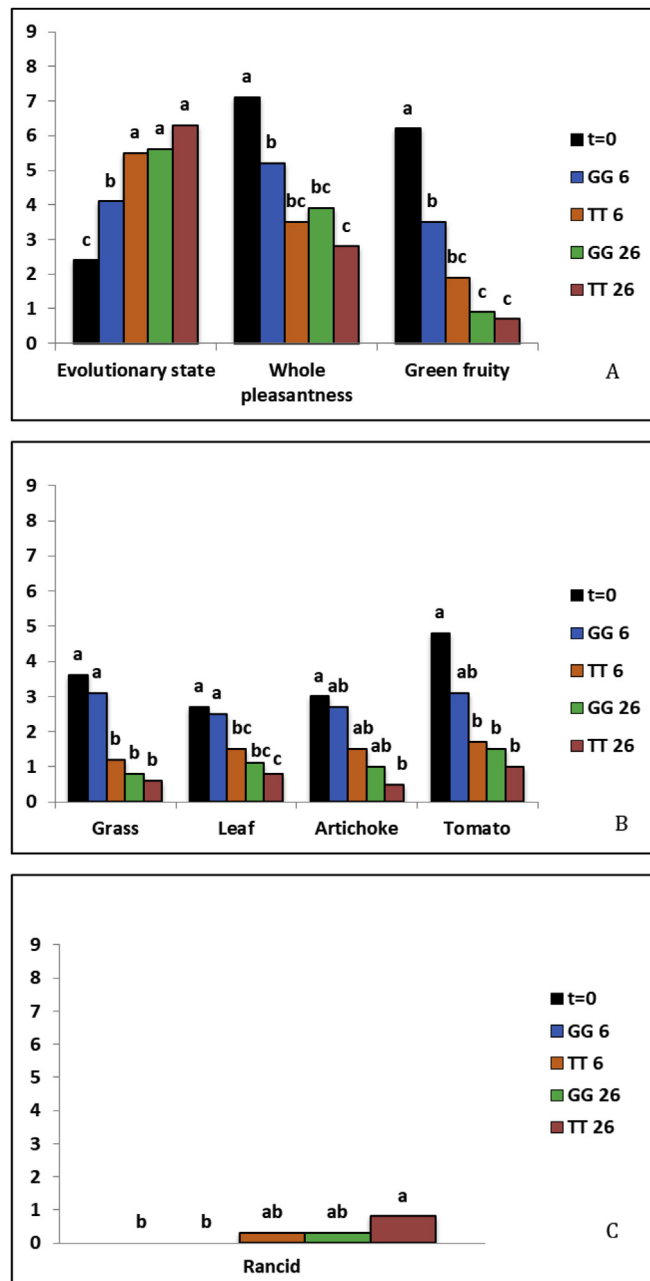 9
8
7
6
5
4
3
2
1
0
c b a a a
a b bc bc c
a b bc c c
Evolutionary state
Whole
pleasantness
Green fruity
t=0
GG 6
TT 6
GG 26
TT 26
A
9
8
7
6
5
4
3
2
1
0
a a b b b
a a bc bc c
a ab ab ab b
a ab b b b
Grass Leaf Artichoke Tomato
t=0
GG 6
TT 6
GG 26
TT 26
B
9
8
7
6
5
4
3
2
1
0
b b ab ab a
Rancid
t=0
GG 6
TT 6
GG 26
TT 26
C